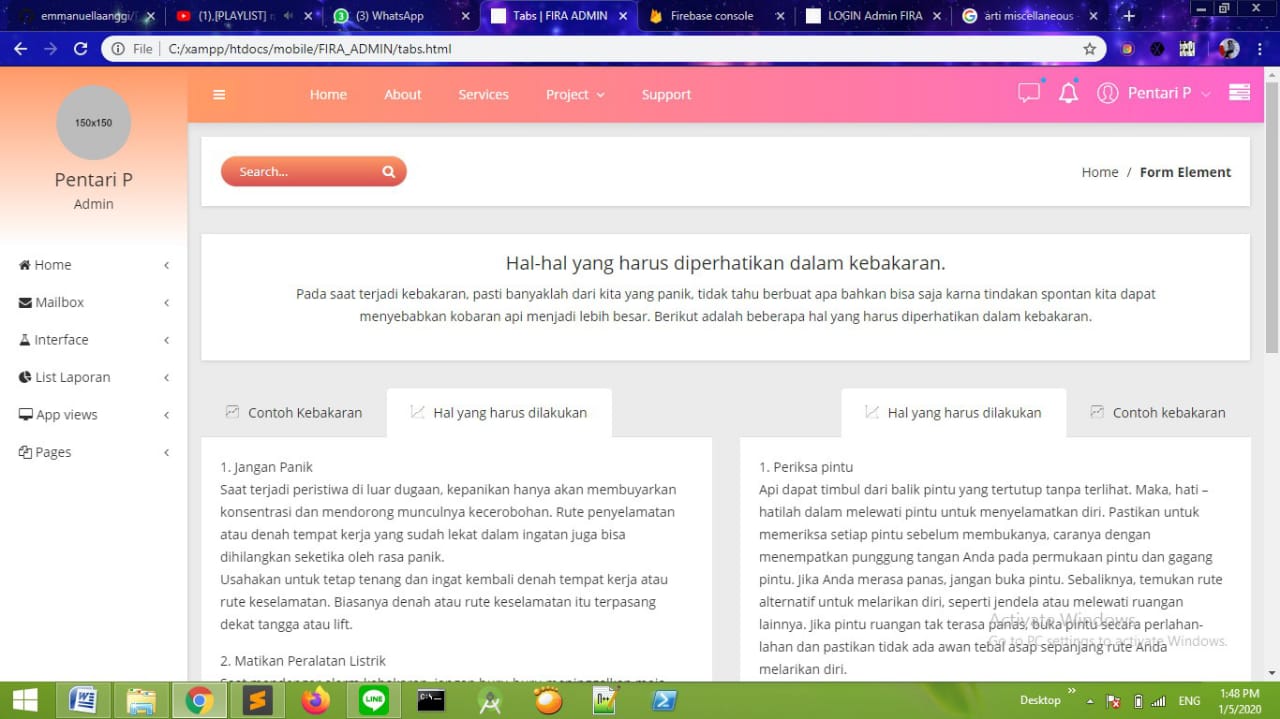 emmanuellaanggi/
(1).[PLAYLIST]
(3) WhatsApp
Tabs | FIRA ADMIN
Firebase console
LOGIN Admin FIRA
arti miscellaneous
File
C:/xampp/htdocs/mobile/FIRA_ADMIN/tabs.html
150x150
Pentari P
Admin
Home
Mailbox
Interface
List Laporan
App views
Pages
Home
About
Services
Project
Support
Pentari P
Search...
Home / Form Element
Hal-hal yang harus diperhatikan dalam kebakaran.
Pada saat terjadi kebakaran, pasti banyaklah dari kita yang panik, tidak tahu berbuat apa bahkan bisa saja karna tindakan spontan kita dapat
menyebabkan kobaran api menjadi lebih besar. Berikut adalah beberapa hal yang harus diperhatikan dalam kebakaran.
Contoh Kebakaran
Hal yang harus dilakukan
1. Jangan Panik
Saat terjadi peristiwa di luar dugaan, kepanikan hanya akan membuyarkan
konsentrasi dan mendorong munculnya kecerobohan. Rute penyelamatan
atau denah tempat kerja yang sudah lekat dalam ingatan juga bisa
dihilangkan seketika oleh rasa panik.
Usahakan untuk tetap tenang dan ingat kembali denah tempat kerja atau
rute keselamatan. Biasanya denah atau rute keselamatan itu terpasang
dekat tangga atau lift.
2. Matikan Peralatan Listrik
Hal yang harus dilakukan
Contoh kebakaran
1. Periksa pintu
Api dapat timbul dari balik pintu yang tertutup tanpa terlihat. Maka, hati –
hatilah dalam melewati pintu untuk menyelamatkan diri. Pastikan untuk
memeriksa setiap pintu sebelum membukanya, caranya dengan
menempatkan punggung tangan Anda pada permukaan pintu dan gagang
pintu. Jika Anda merasa panas, jangan buka pintu. Sebaliknya, temukan rute
alternatif untuk melarikan diri, seperti jendela atau melewati ruangan
lainnya. Jika pintu ruangan tak terasa panas, buka pintu secara perlahan-
lahan dan pastikan tidak ada awan tebal asap sepanjang rute Anda
melarikan diri.
Activate Windows
Go to PC settings to activate Windows.
Desktop
ENG
1:48 PM
1/5/2020